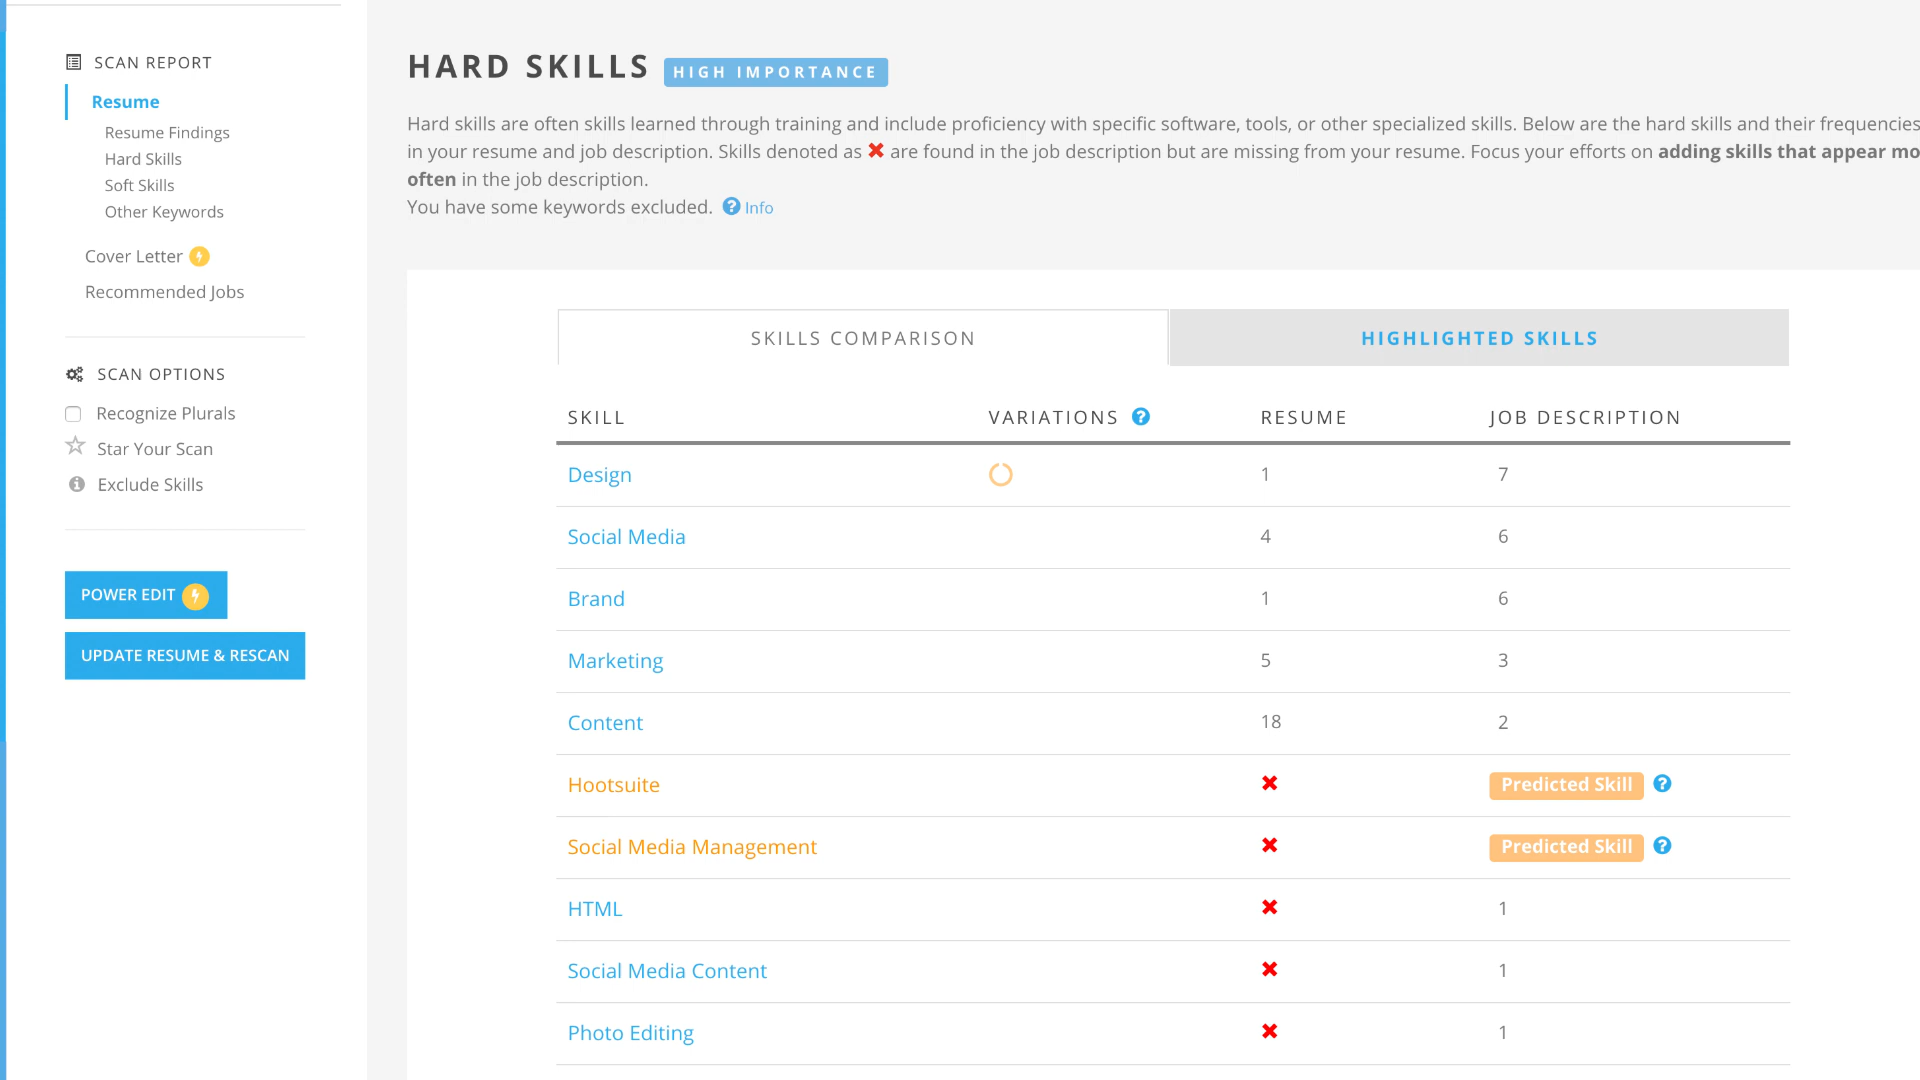 SCAN REPORT
Resume
Resume Findings
Hard Skills
Soft Skills
Other Keywords
Cover Letter
Recommended Jobs
SCAN OPTIONS
Recognize Plurals
Star Your Scan
Exclude Skills
POWER EDIT
UPDATE RESUME & RESCAN
HARD SKILLS HIGH IMPORTANCE
Hard skills are often skills learned through training and include proficiency with specific software, tools, or other specialized skills. Below are the hard skills and their frequencies
in your resume and job description. Skills denoted as ✖ are found in the job description but are missing from your resume. Focus your efforts on adding skills that appear mo
often in the job description.
You have some keywords excluded. ? Info
SKILLS COMPARISON HIGHLIGHTED SKILLS
SKILL VARIATIONS ? RESUME JOB DESCRIPTION
Design 1 7
Social Media 4 6
Brand 1 6
Marketing 5 3
Content 18 2
Hootsuite ✖ Predicted Skill ?
Social Media Management ✖ Predicted Skill ?
HTML ✖ 1
Social Media Content ✖ 1
Photo Editing ✖ 1